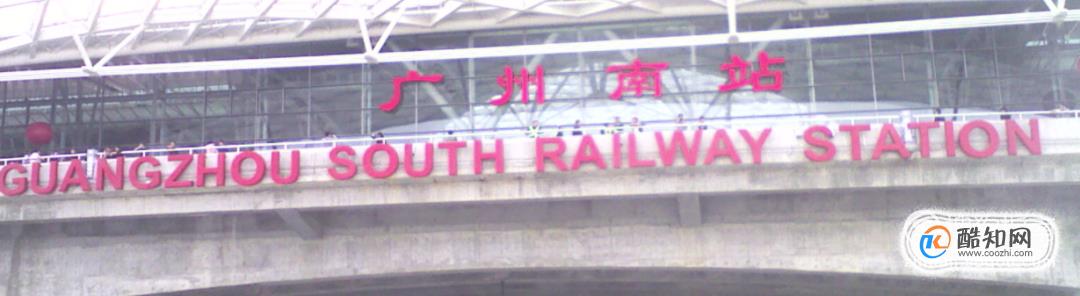 广州南站
GUANGZHOU SOUTH RAILWAY STATION
酷知网
www.coozhi.com